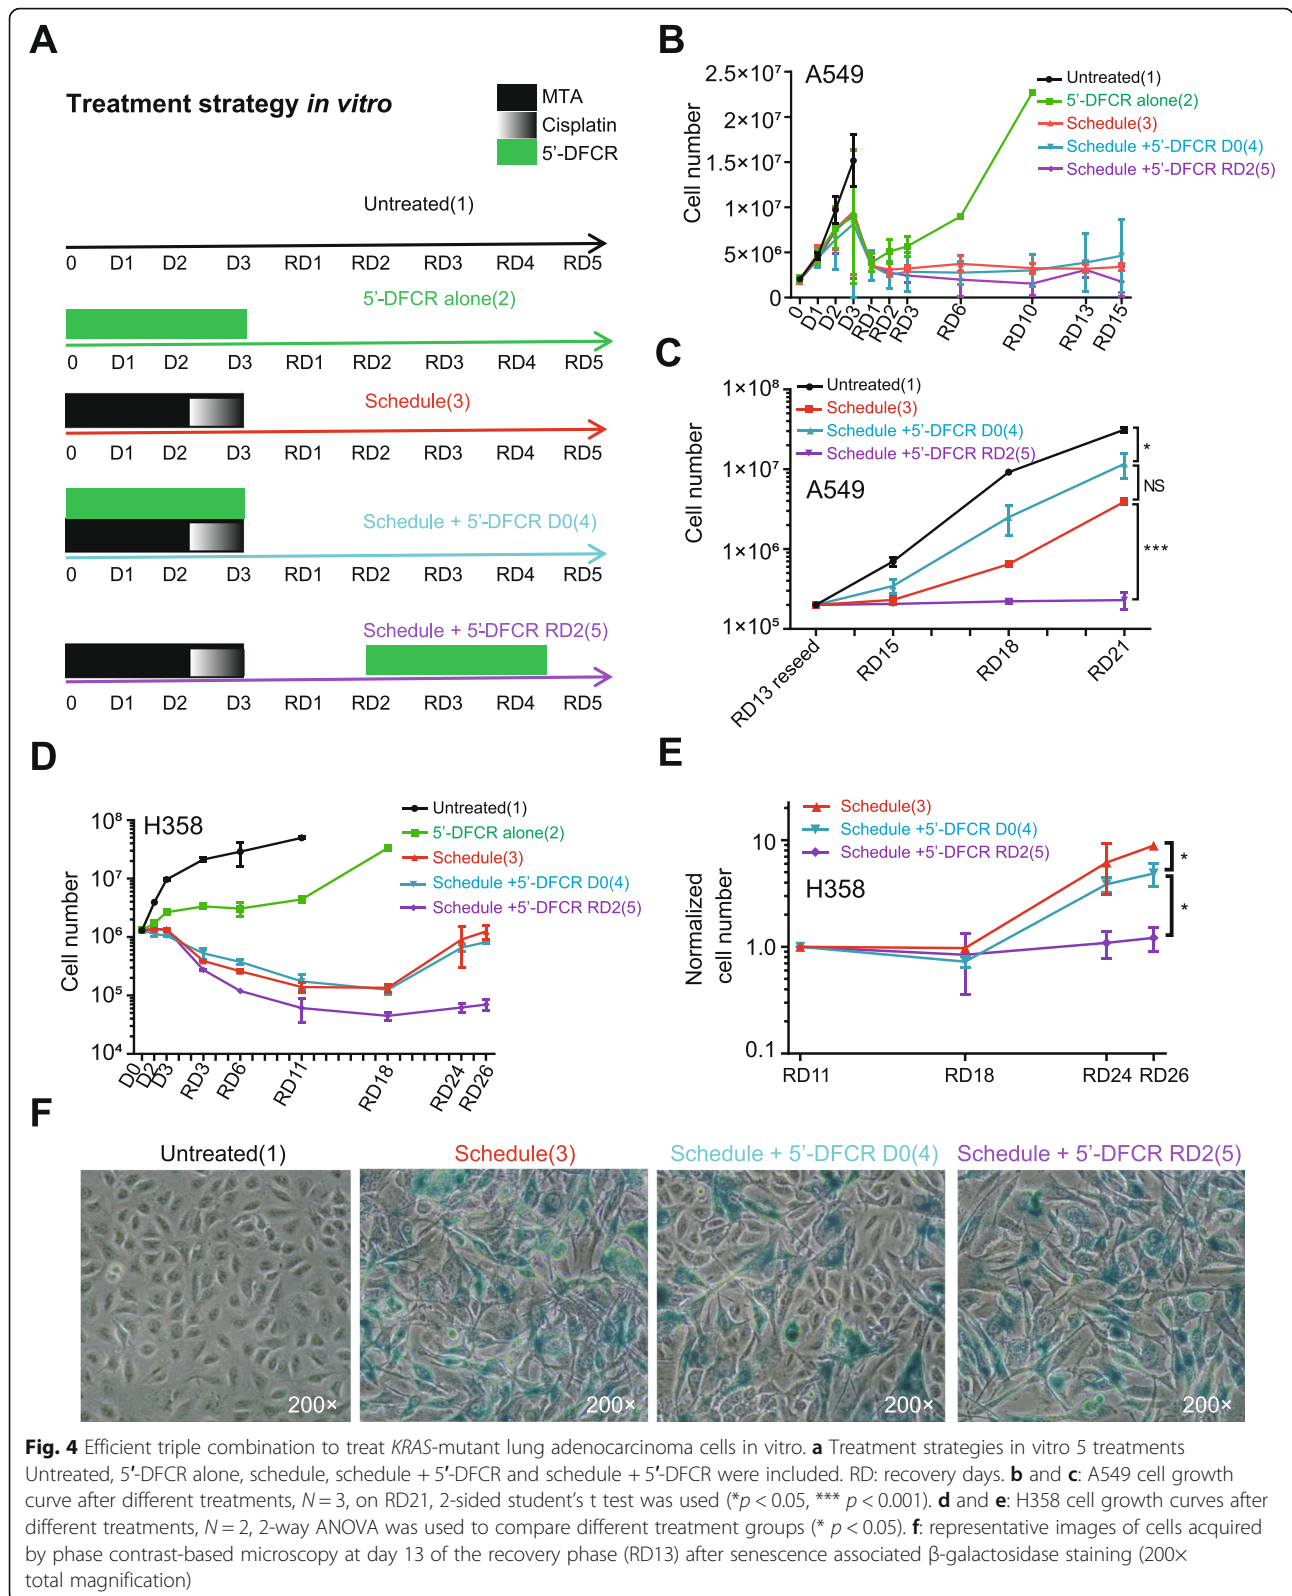 A
Treatment strategy in vitro
MTA
Cisplatin
5'-DFCR
Untreated(1)
0 D1 D2 D3 RD1 RD2 RD3 RD4 RD5
5'-DFCR alone(2)
0 D1 D2 D3 RD1 RD2 RD3 RD4 RD5
Schedule(3)
0 D1 D2 D3 RD1 RD2 RD3 RD4 RD5
Schedule + 5'-DFCR D0(4)
0 D1 D2 D3 RD1 RD2 RD3 RD4 RD5
Schedule + 5'-DFCR RD2(5)
0 D1 D2 D3 RD1 RD2 RD3 RD4 RD5
B
A549
Untreated(1)
5'-DFCR alone(2)
Schedule(3)
Schedule +5'-DFCR D0(4)
Schedule +5'-DFCR RD2(5)
Cell number
2.5×10⁷
2×10⁷
1.5×10⁷
1×10⁷
5×10⁶
0
0 D1 D2 D3 RD1 RD2 RD3 RD6 RD10 RD13 RD15
C
Untreated(1)
Schedule(3)
Schedule +5'-DFCR D0(4)
Schedule +5'-DFCR RD2(5)
A549
Cell number
1×10⁸
1×10⁷
1×10⁶
1×10⁵
*
NS
***
RD13 reseed RD15 RD18 RD21
D
H358
Untreated(1)
5'-DFCR alone(2)
Schedule(3)
Schedule +5'-DFCR D0(4)
Schedule +5'-DFCR RD2(5)
Cell number
10⁸
10⁷
10⁶
10⁵
10⁴
D0 D2 D3 RD3 RD6 RD11 RD18 RD24 RD26
E
Schedule(3)
Schedule +5'-DFCR D0(4)
Schedule +5'-DFCR RD2(5)
H358
Normalized
cell number
10
1.0
0.1
*
*
RD11 RD18 RD24 RD26
F
Untreated(1) Schedule(3) Schedule + 5'-DFCR D0(4) Schedule + 5'-DFCR RD2(5)
200× 200× 200× 200×
Fig. 4 Efficient triple combination to treat KRAS-mutant lung adenocarcinoma cells in vitro. a Treatment strategies in vitro 5 treatments
Untreated, 5′-DFCR alone, schedule, schedule + 5′-DFCR and schedule + 5′-DFCR were included. RD: recovery days. b and c: A549 cell growth
curve after different treatments, N = 3, on RD21, 2-sided student's t test was used (*p < 0.05, *** p < 0.001). d and e: H358 cell growth curves after
different treatments, N = 2, 2-way ANOVA was used to compare different treatment groups (* p < 0.05). f: representative images of cells acquired
by phase contrast-based microscopy at day 13 of the recovery phase (RD13) after senescence associated β-galactosidase staining (200×
total magnification)